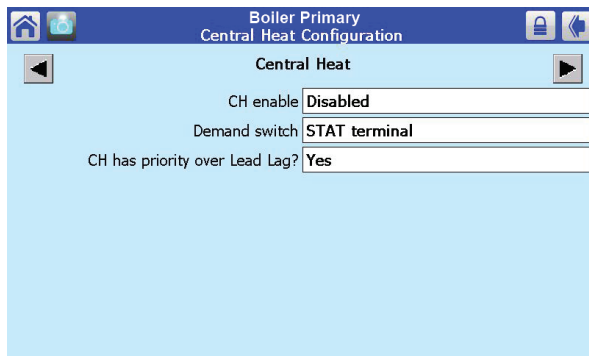 Boiler Primary
Central Heat Configuration
Central Heat
CH enable Disabled
Demand switch STAT terminal
CH has priority over Lead Lag? Yes